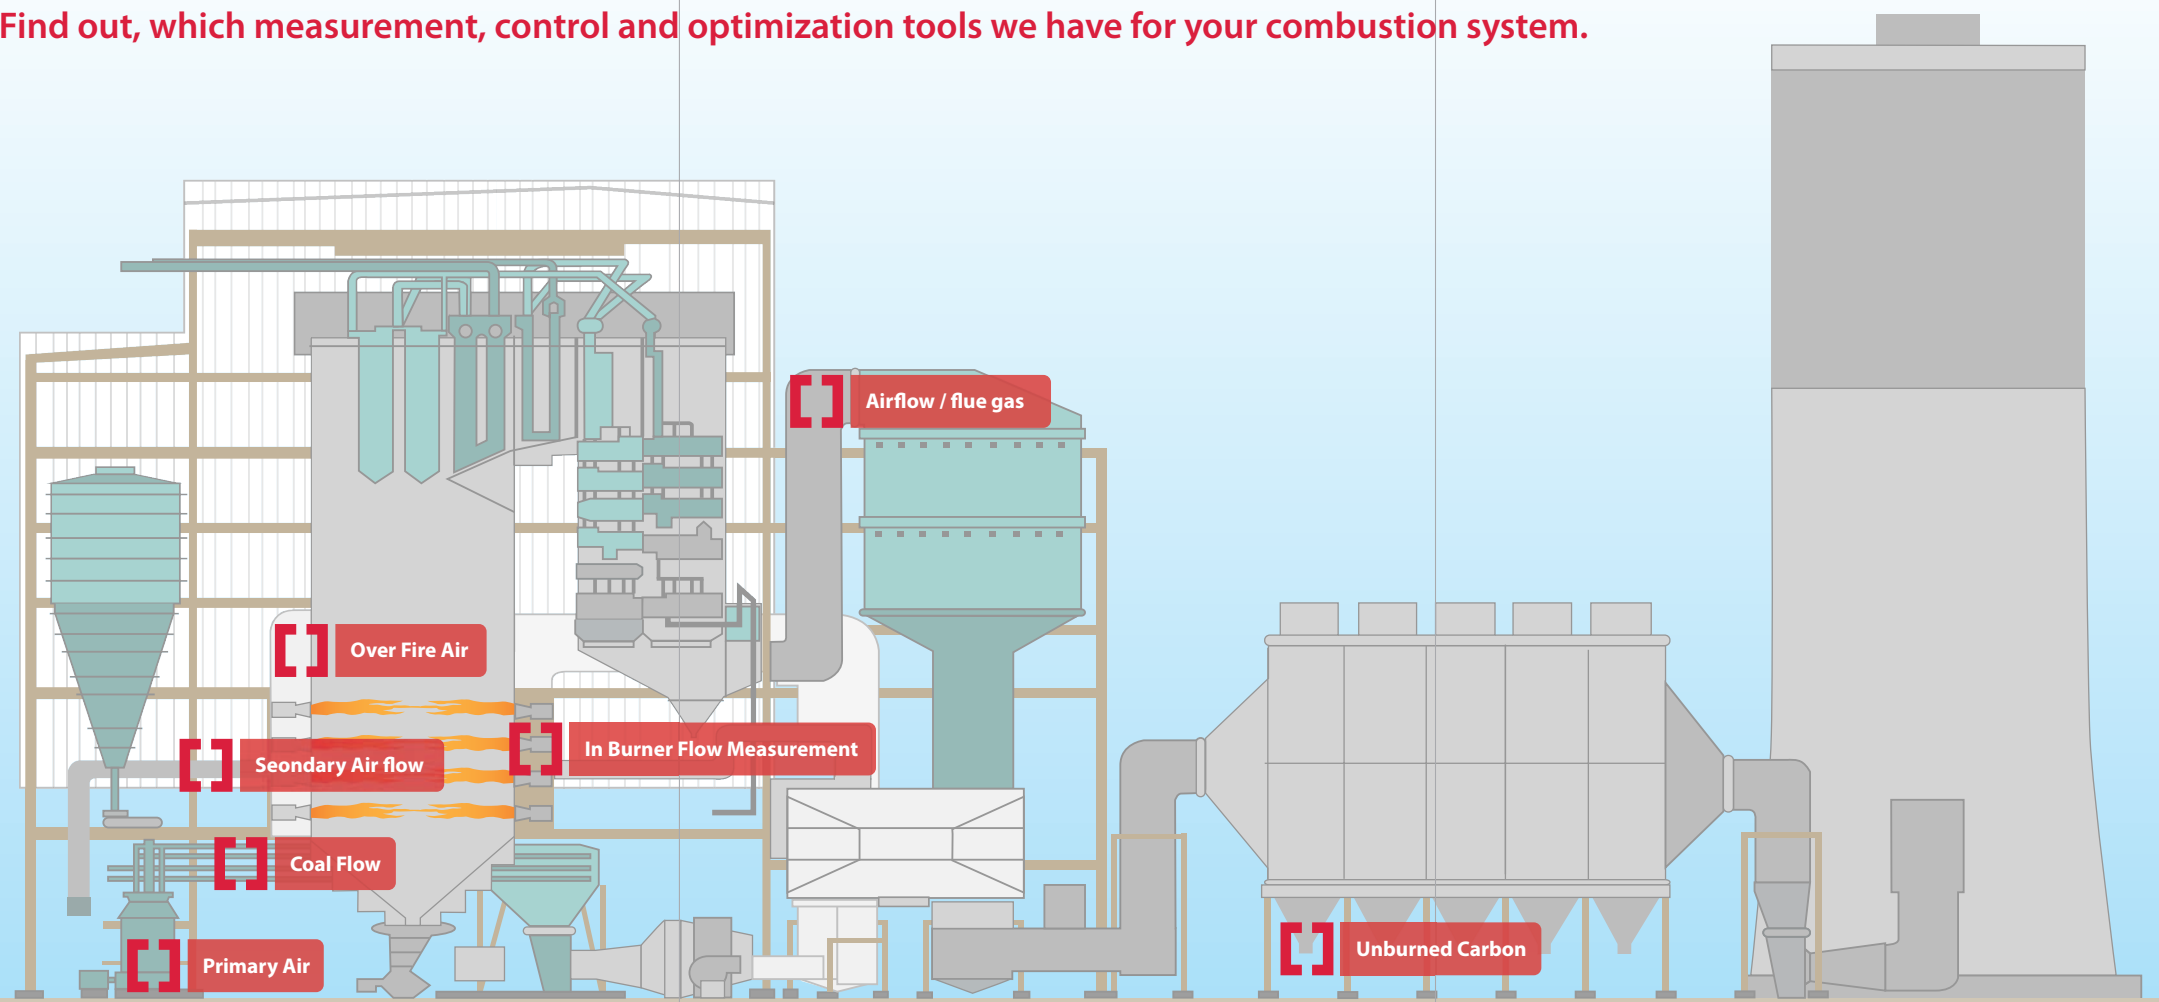 Find out, which measurement, control and optimization tools we have for your combustion system.
Airflow / flue gas
Over Fire Air
In Burner Flow Measurement
Seondary Air flow
Coal Flow
Unburned Carbon
Primary Air